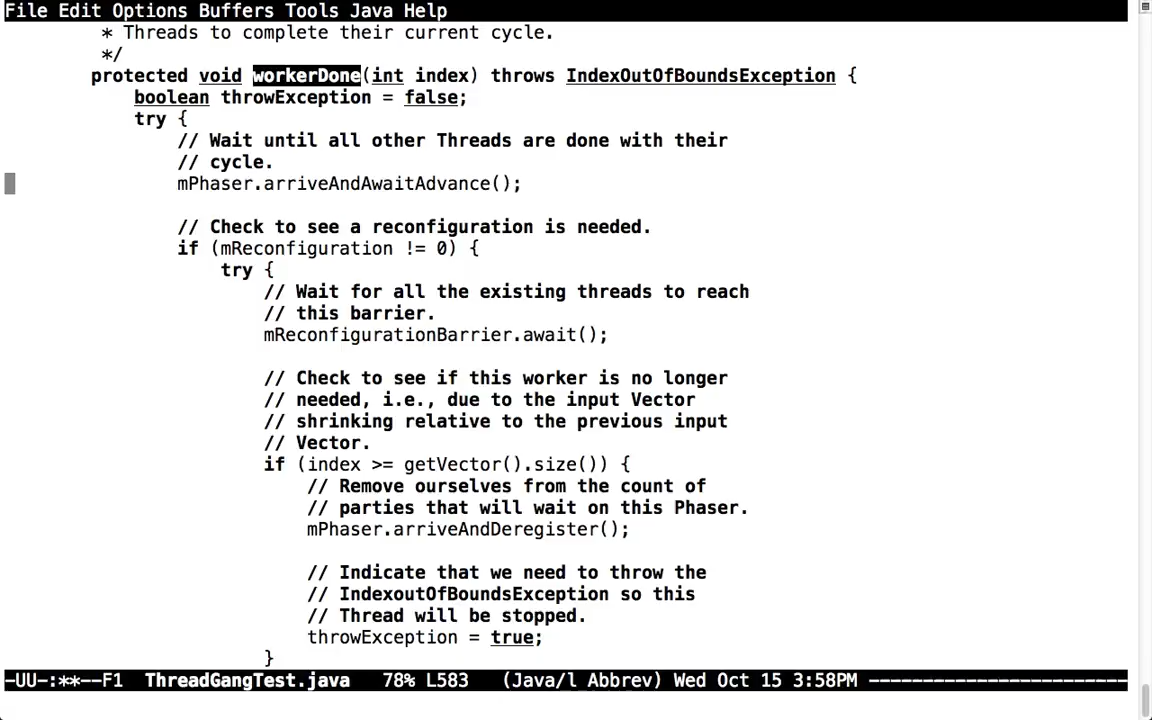 File Edit Options Buffers Tools Java Help
* Threads to complete their current cycle.
*/
protected void workerDone(int index) throws IndexOutOfBoundsException {
boolean throwException = false;
try {
// Wait until all other Threads are done with their
// cycle.
mPhaser.arriveAndAwaitAdvance();
// Check to see a reconfiguration is needed.
if (mReconfiguration != 0) {
try {
// Wait for all the existing threads to reach
// this barrier.
mReconfigurationBarrier.await();
// Check to see if this worker is no longer
// needed, i.e., due to the input Vector
// shrinking relative to the previous input
// Vector.
if (index >= getVector().size()) {
// Remove ourselves from the count of
// parties that will wait on this Phaser.
mPhaser.arriveAndDeregister();
// Indicate that we need to throw the
// IndexoutOfBoundsException so this
// Thread will be stopped.
throwException = true;
}
-UU-:**--F1  ThreadGangTest.java   78% L583   (Java/l Abbrev) Wed Oct 15 3:58PM ------------------------